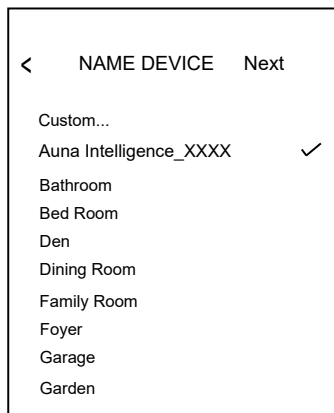 < NAME DEVICE Next
Custom...
Auna Intelligence_XXXX
Bathroom
Bed Room
Den
Dining Room
Family Room
Foyer
Garage
Garden